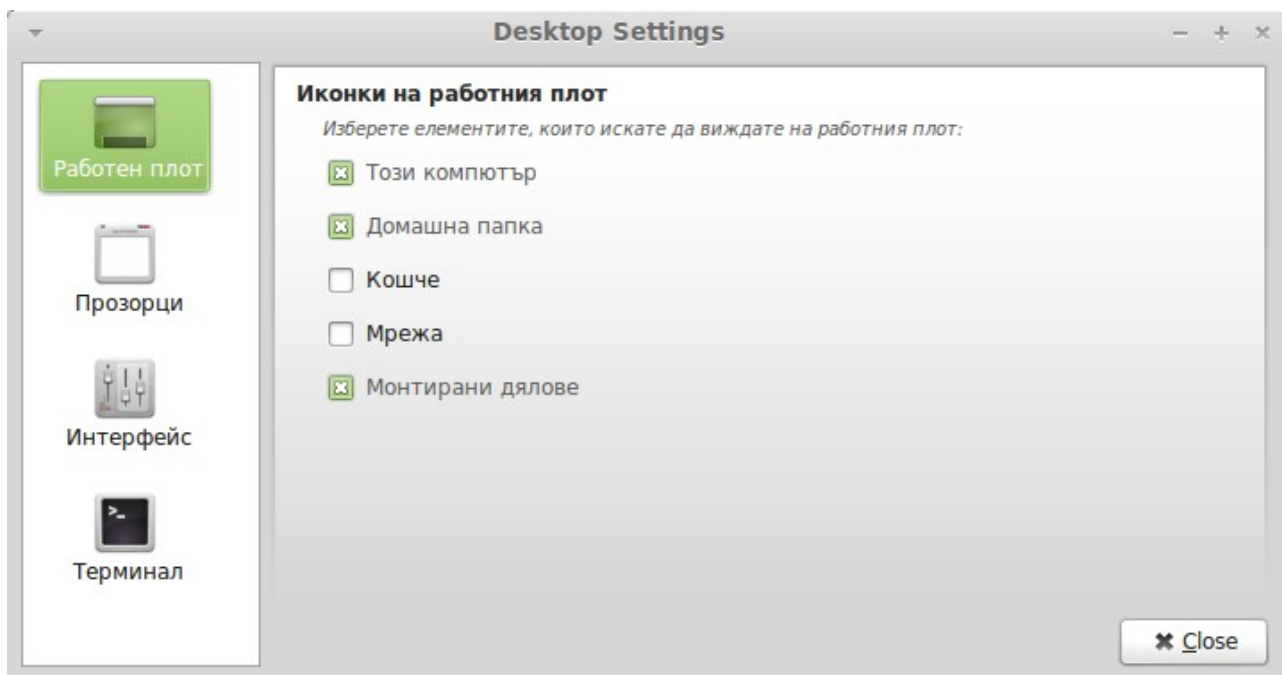 Desktop Settings
Работен плот
Прозорци
Интерфейс
>_
Терминал
Иконки на работния плот
Изберете елементите, които искате да виждате на работния плот:
Този компютър
Домашна папка
Кошче
Мрежа
Монтирани дялове
Close